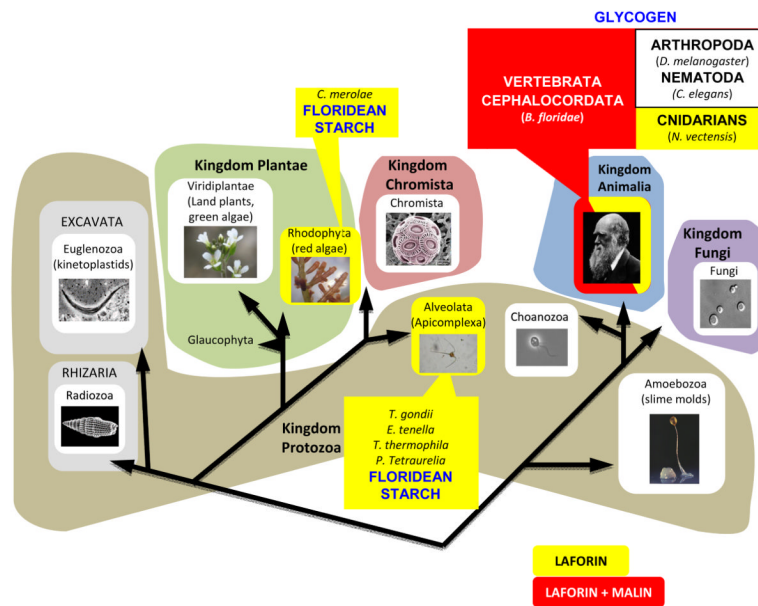 GLYCOGEN
VERTEBRATA
CEPHALOCORDATA
(B. floridae)
ARTHROPODA
(D. melanogaster)
NEMATODA
(C. elegans)
CNIDARIANS
(N. vectensis)
C. merolae
FLORIDEAN
STARCH
Kingdom Plantae
Viridiplantae
(Land plants,
green algae)
Rhodophyta
(red algae)
Glaucophyta
Kingdom
Chromista
Chromista
Kingdom
Animalia
Kingdom
Fungi
Fungi
EXCAVATA
Euglenozoa
(kinetoplastids)
RHIZARIA
Radiozoa
Alveolata
(Apicomplexa)
Choanozoa
Amoebozoa
(slime molds)
Kingdom
Protozoa
T. gondii
E. tenella
T. thermophila
P. Tetraurelia
FLORIDEAN
STARCH
LAFORIN
LAFORIN + MALIN